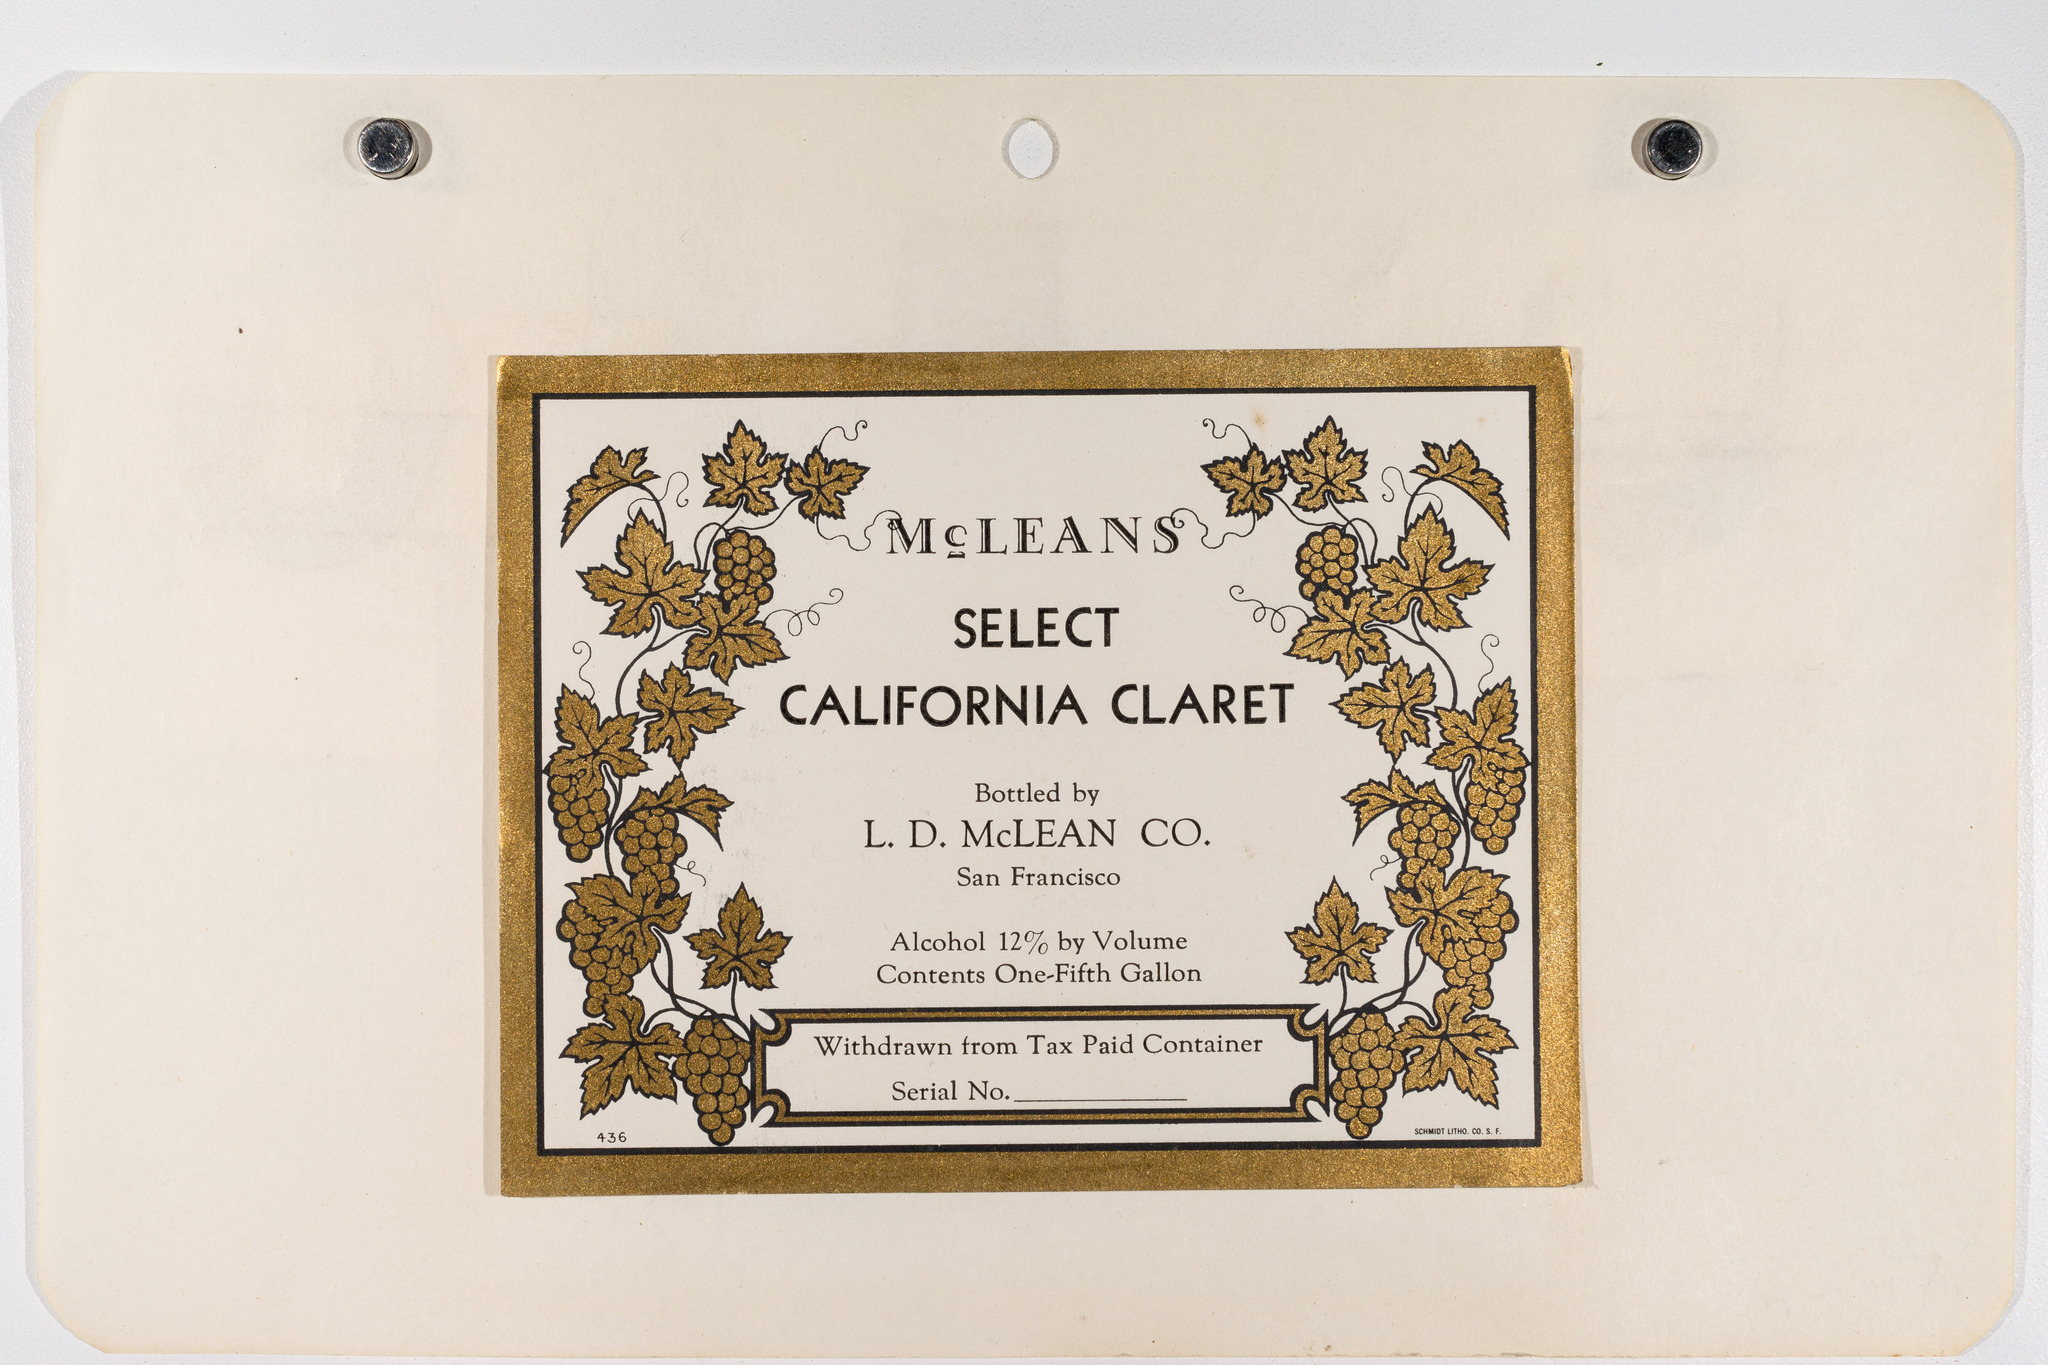 McLEANS
SELECT
CALIFORNIA CLARET
Bottled by
L. D. McLEAN CO.
San Francisco
Alcohol 12% by Volume
Contents One-Fifth Gallon
Withdrawn from Tax Paid Container
Serial No.____________
436
SCHMIDT LITHO. CO. S. F.